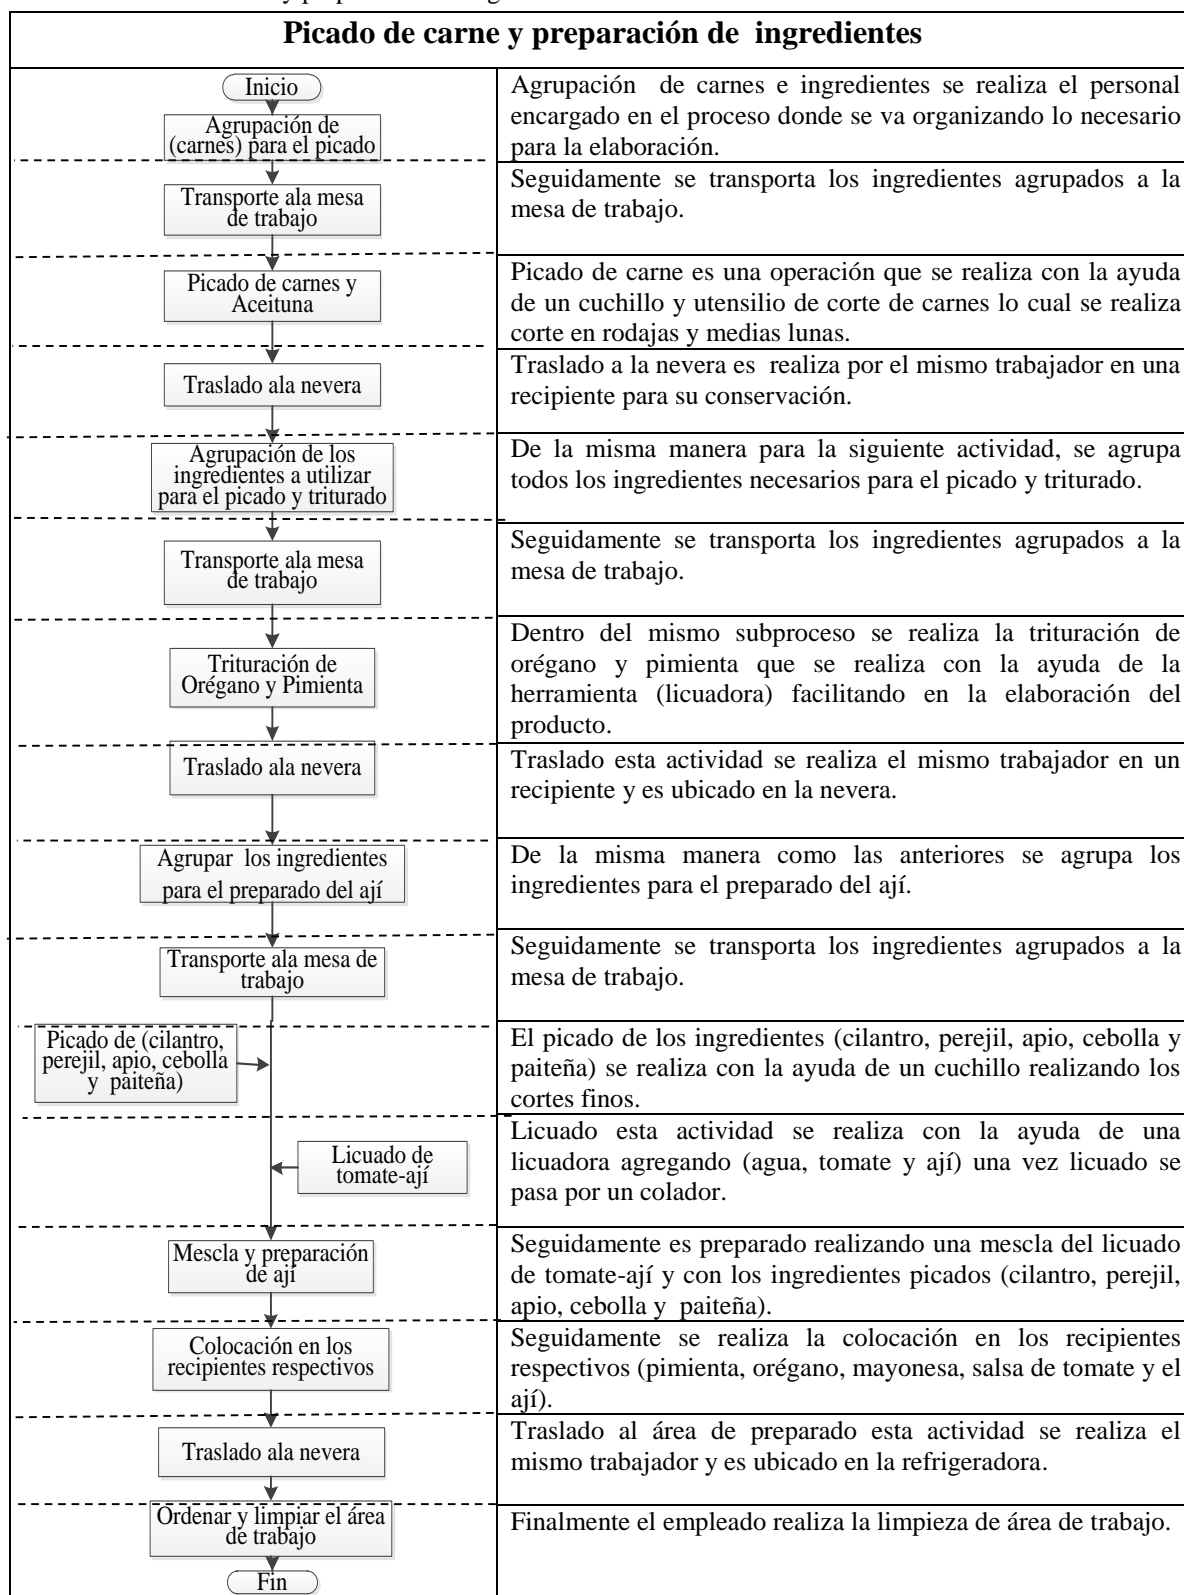 Picado de carne y preparación de ingredientes
Inicio
Agrupación de
(carnes) para el picado
Agrupación de carnes e ingredientes se realiza el personal
encargado en el proceso donde se va organizando lo necesario
para la elaboración.
Transporte ala mesa
de trabajo
Seguidamente se transporta los ingredientes agrupados a la
mesa de trabajo.
Picado de carnes y
Aceituna
Picado de carne es una operación que se realiza con la ayuda
de un cuchillo y utensilio de corte de carnes lo cual se realiza
corte en rodajas y medias lunas.
Traslado ala nevera
Traslado a la nevera es realiza por el mismo trabajador en una
recipiente para su conservación.
Agrupación de los
ingredientes a utilizar
para el picado y triturado
De la misma manera para la siguiente actividad, se agrupa
todos los ingredientes necesarios para el picado y triturado.
Transporte ala mesa
de trabajo
Seguidamente se transporta los ingredientes agrupados a la
mesa de trabajo.
Trituración de
Orégano y Pimienta
Dentro del mismo subproceso se realiza la trituración de
orégano y pimienta que se realiza con la ayuda de la
herramienta (licuadora) facilitando en la elaboración del
producto.
Traslado ala nevera
Traslado esta actividad se realiza el mismo trabajador en un
recipiente y es ubicado en la nevera.
Agrupar los ingredientes
para el preparado del ají
De la misma manera como las anteriores se agrupa los
ingredientes para el preparado del ají.
Transporte ala mesa de
trabajo
Seguidamente se transporta los ingredientes agrupados a la
mesa de trabajo.
Picado de (cilantro,
perejil, apio, cebolla
y paiteña)
El picado de los ingredientes (cilantro, perejil, apio, cebolla y
paiteña) se realiza con la ayuda de un cuchillo realizando los
cortes finos.
Licuado de
tomate-ají
Licuado esta actividad se realiza con la ayuda de una
licuadora agregando (agua, tomate y ají) una vez licuado se
pasa por un colador.
Mescla y preparación
de ají
Seguidamente es preparado realizando una mescla del licuado
de tomate-ají y con los ingredientes picados (cilantro, perejil,
apio, cebolla y paiteña).
Colocación en los
recipientes respectivos
Seguidamente se realiza la colocación en los recipientes
respectivos (pimienta, orégano, mayonesa, salsa de tomate y el
ají).
Traslado ala nevera
Traslado al área de preparado esta actividad se realiza el
mismo trabajador y es ubicado en la refrigeradora.
Ordenar y limpiar el área
de trabajo
Finalmente el empleado realiza la limpieza de área de trabajo.
Fin